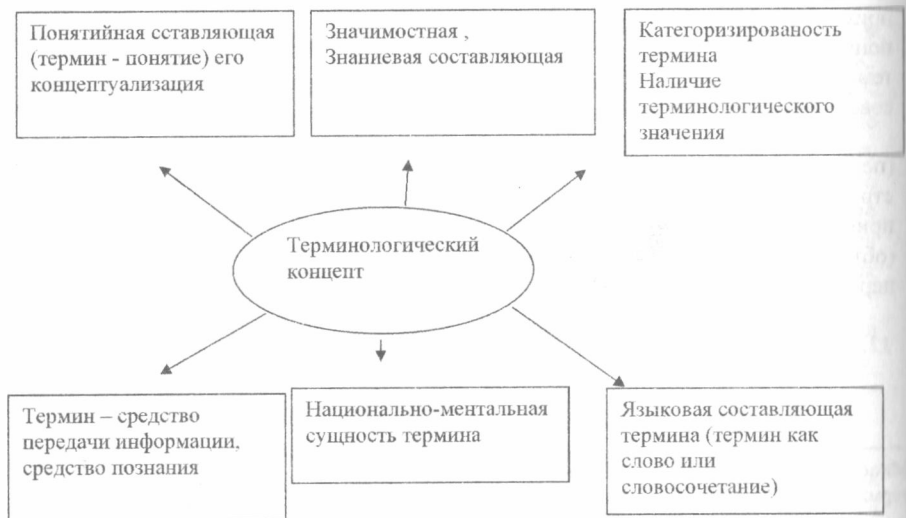 Понятийная сставляющая
(термин - понятие) его
концептуализация
Значимостная ,
Знаниевая составляющая
Категоризированость
термина
Наличие
терминологического
значения
Терминологический
концепт
Термин – средство
передачи информации,
средство познания
Национально-ментальная
сущность термина
Языковая составляющая
термина (термин как
слово или
словосочетание)